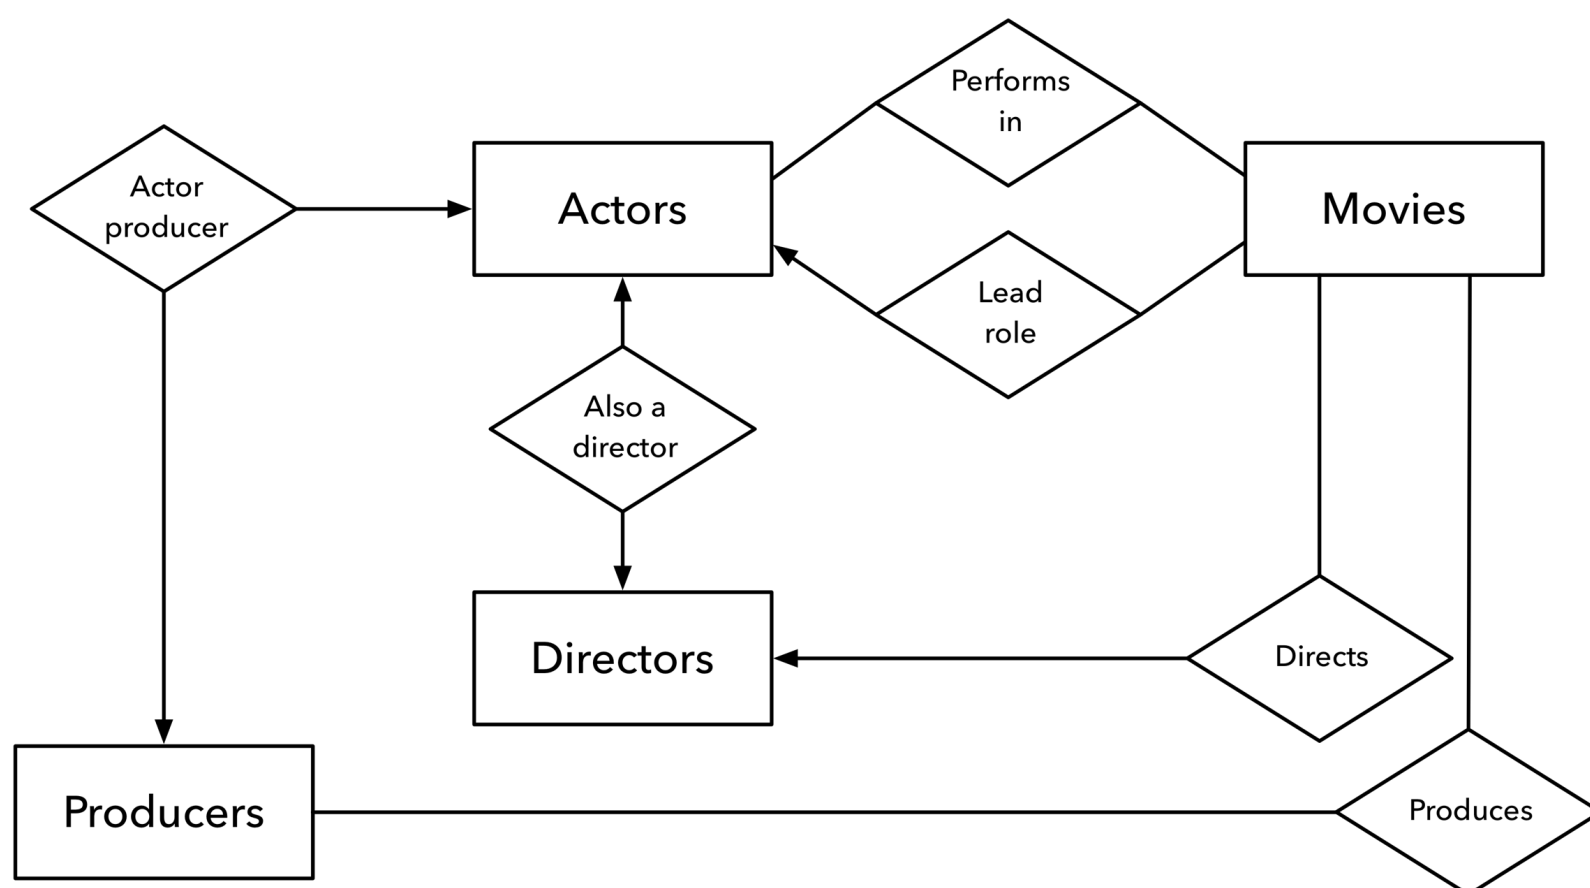 Performs
in
Actor
producer
Actors
Movies
Lead
role
Also a
director
Directors
Directs
Producers
Produces